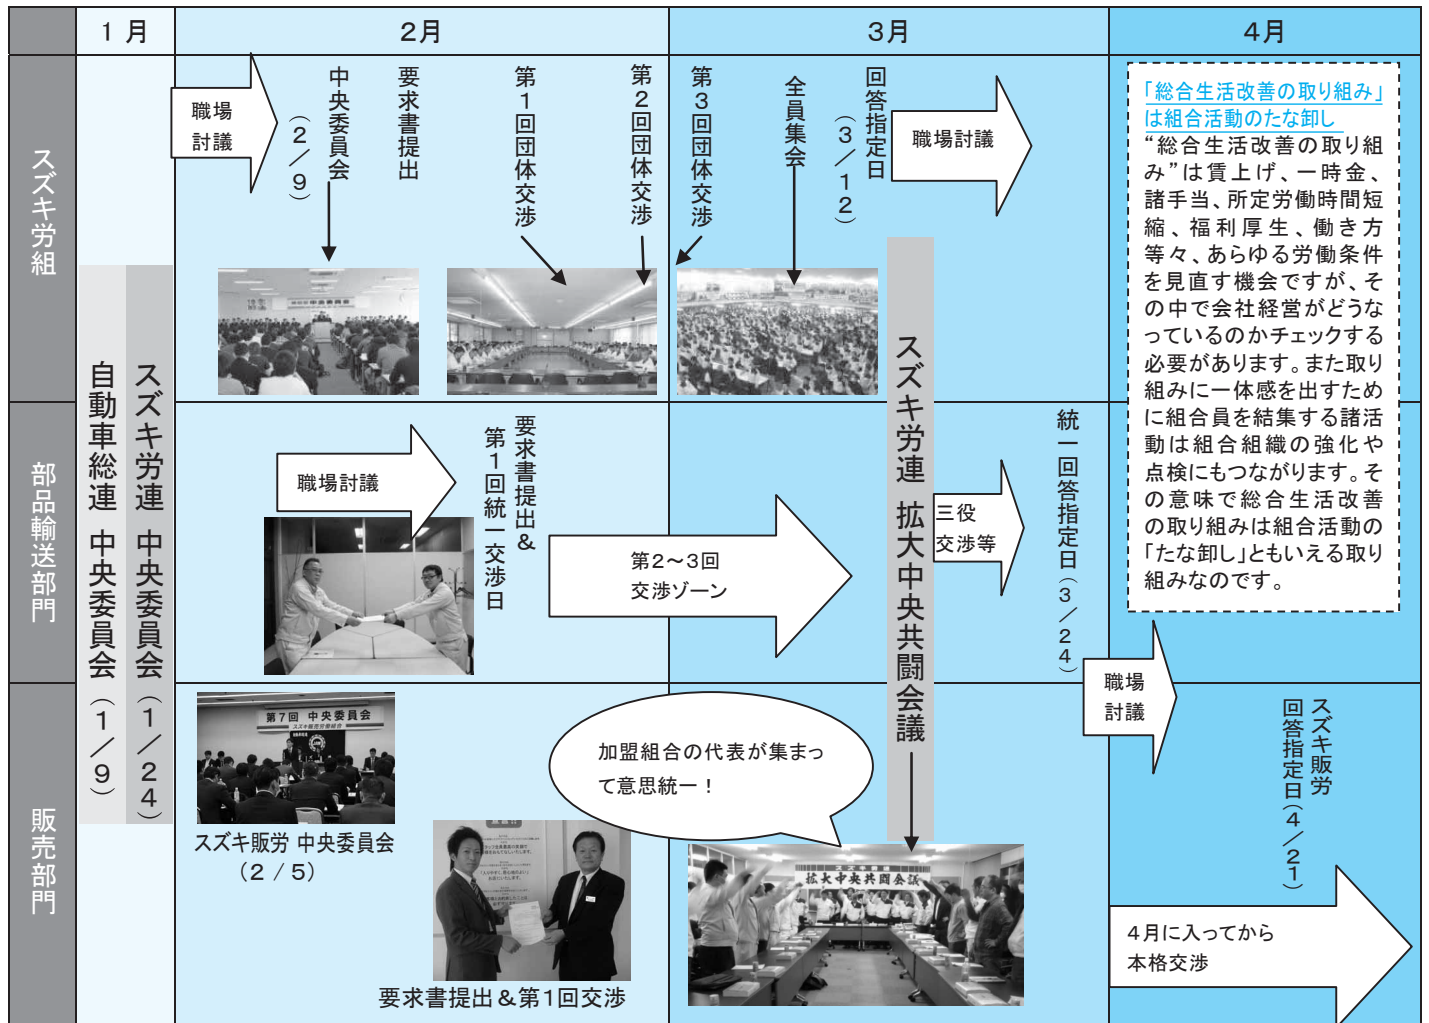 1 月
2月
3月
4月
スズキ労組
部品輸送部門
販売部門
自動車総連 中央委員会(1/9)
スズキ労連 中央委員会(1/24)
職場
討議
中央委員会
(2/9)
要求書提出
第1回団体交渉
第2回団体交渉
第3回団体交渉
全員集会
回答指定日
(3/12)
職場討議
「総合生活改善の取り組み」
は組合活動のたな卸し
“総合生活改善の取り組
み”は賃上げ、一時金、
諸手当、所定労働時間短
縮、福利厚生、働き方
等々、あらゆる労働条件
を見直す機会ですが、そ
の中で会社経営がどうな
っているのかチェックする
必要があります。また取り
組みに一体感を出すため
に組合員を結集する諸活
動は組合組織の強化や
点検にもつながります。そ
の意味で総合生活改善
の取り組みは組合活動の
「たな卸し」ともいえる取り
組みなのです。
職場討議
要求書提出&
第1回統一交渉日
第2～3回
交渉ゾーン
スズキ労連 拡大中央共闘会議
三役
交渉等
統一回答指定日(3/24)
職場
討議
第7回 中央委員会
スズキ販売労働組合
スズキ販労 中央委員会
(2 / 5)
要求書提出&第1回交渉
加盟組合の代表が集まっ
て意思統一！
拡大中央共闘会議
スズキ販労
回答指定日(4/21)
4月に入ってから
本格交渉